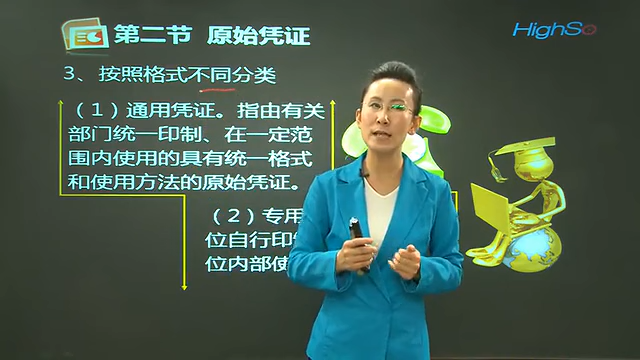 HighSo
第二节 原始凭证
3、按照格式不同分类
（1）通用凭证。指由有关
部门统一印制、在一定范
围内使用的具有统一格式
和使用方法的原始凭证。
（2）专用
位自行印
位内部使